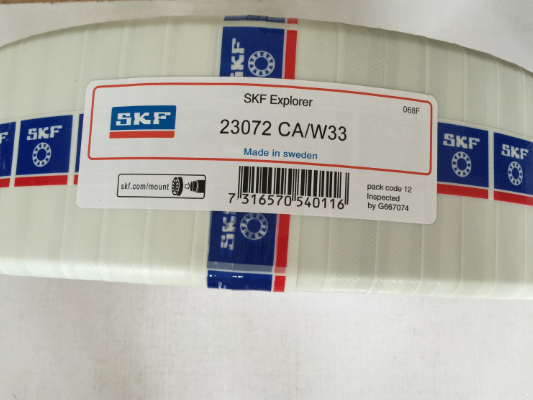 SKF
SKF Explorer
068F
SKF
23072 CA/W33
Made in sweden
SKF
SKF
SKF
skf.com/mount
7 316570 540116
pack code 12
Inspected
by G667074
SKF
SKF